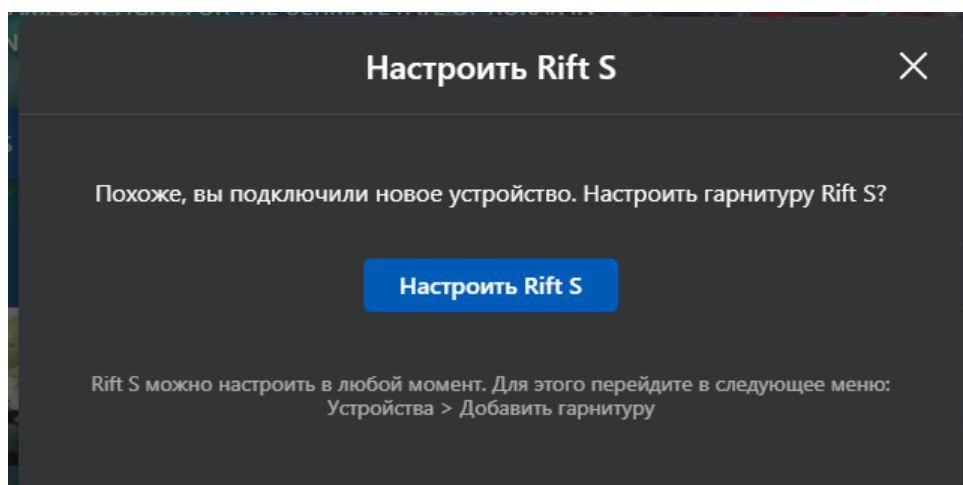 Настроить Rift S
Похоже, вы подключили новое устройство. Настроить гарнитуру Rift S?
Настроить Rift S
Rift S можно настроить в любой момент. Для этого перейдите в следующее меню:
Устройства > Добавить гарнитуру